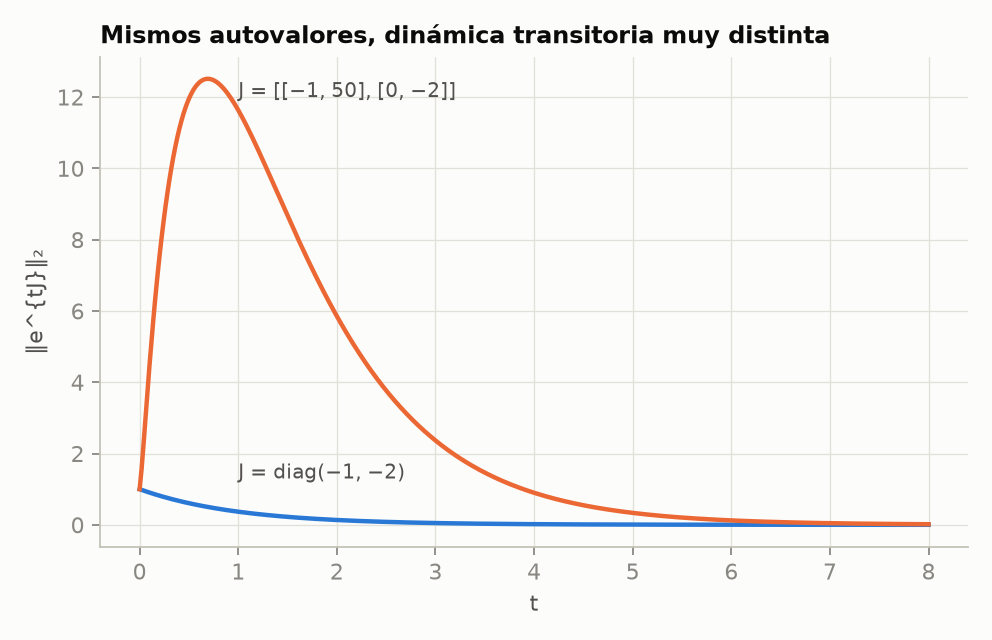 Mismos autovalores, dinámica transitoria muy distinta
‖e^{tJ}‖₂
12
10
8
6
4
2
0
J = [[−1, 50], [0, −2]]
J = diag(−1, −2)
0 1 2 3 4 5 6 7 8
t